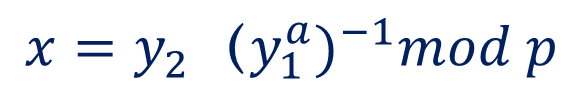 x = y₂ (y₁ᵃ)⁻¹ mod p